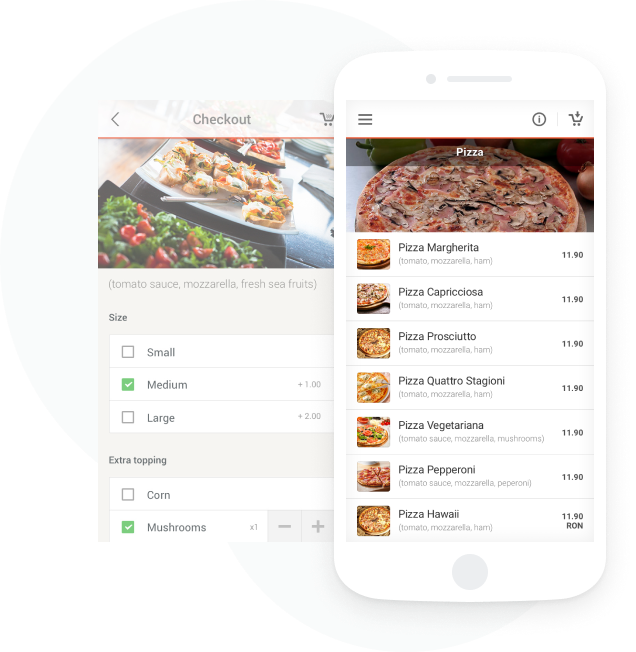 Checkout
(tomato sauce, mozzarella, fresh sea fruits)
Size
Small
Medium + 1.00
Large + 2.00
Extra topping
Corn
Mushrooms x1
Pizza
Pizza Margherita 11.90
(tomato, mozzarella, ham)
Pizza Capricciosa 11.90
(tomato, mozzarella, ham)
Pizza Prosciutto 11.90
(tomato, mozzarella, ham)
Pizza Quattro Stagioni 11.90
(tomato, mozzarella, ham)
Pizza Vegetariana 11.90
(tomato sauce, mozzarella, mushrooms)
Pizza Pepperoni 11.90
(tomato sauce, mozzarella, peperoni)
Pizza Hawaii 11.90
(tomato, mozzarella, ham) RON